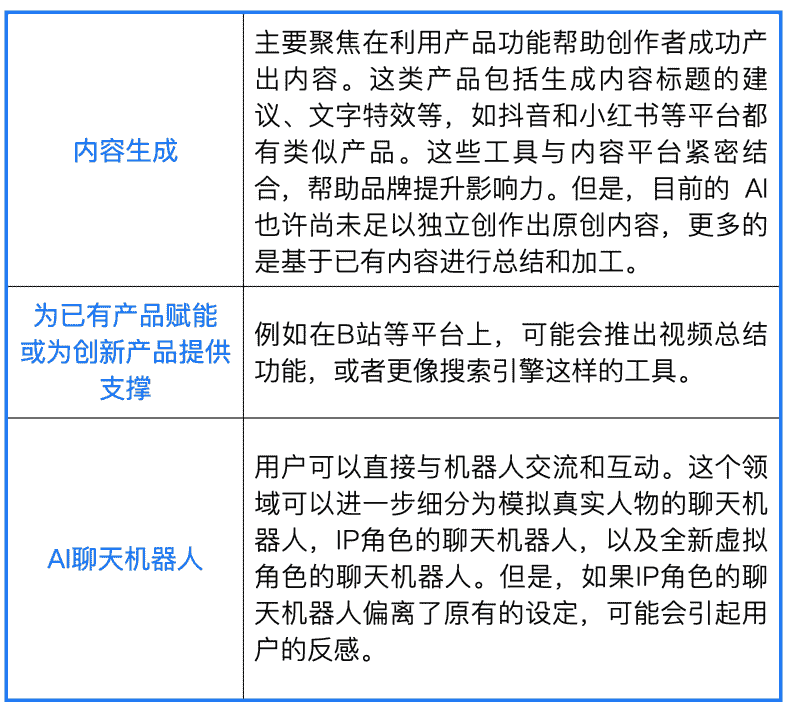 内容生成
主要聚焦在利用产品功能帮助创作者成功产
出内容。这类产品包括生成内容标题的建
议、文字特效等，如抖音和小红书等平台都
有类似产品。这些工具与内容平台紧密结
合，帮助品牌提升影响力。但是，目前的 AI
也许尚未足以独立创作出原创内容，更多的
是基于已有内容进行总结和加工。
为已有产品赋能
或为创新产品提供
支撑
例如在B站等平台上，可能会推出视频总结
功能，或者更像搜索引擎这样的工具。
AI聊天机器人
用户可以直接与机器人交流和互动。这个领
域可以进一步细分为模拟真实人物的聊天机
器人，IP角色的聊天机器人，以及全新虚拟
角色的聊天机器人。但是，如果IP角色的聊
天机器人偏离了原有的设定，可能会引起用
户的反感。